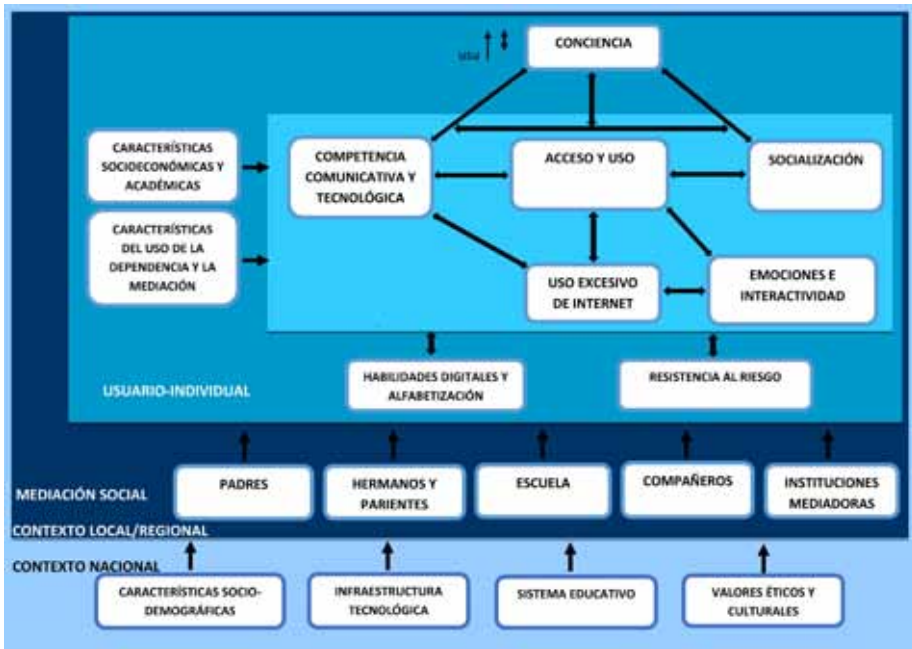 CONCIENCIA
CARACTERÍSTICAS
SOCIOECONÓMICAS Y
ACADÉMICAS
COMPETENCIA
COMUNICATIVA Y
TECNOLÓGICA
ACCESO Y USO
SOCIALIZACIÓN
CARACTERÍSTICAS
DEL USO DE LA
DEPENDENCIA Y LA
MEDIACIÓN
USO EXCESIVO
DE INTERNET
EMOCIONES E
INTERACTIVIDAD
USUARIO-INDIVIDUAL
HABILIDADES DIGITALES Y
ALFABETIZACIÓN
RESISTENCIA AL RIESGO
MEDIACIÓN SOCIAL
PADRES
HERMANOS Y
PARIENTES
ESCUELA
COMPAÑEROS
INSTITUCIONES
MEDIADORAS
CONTEXTO LOCAL/REGIONAL
CONTEXTO NACIONAL
CARACTERÍSTICAS SOCIO-
DEMOGRÁFICAS
INFRAESTRUCTURA
TECNOLÓGICA
SISTEMA EDUCATIVO
VALORES ÉTICOS Y
CULTURALES